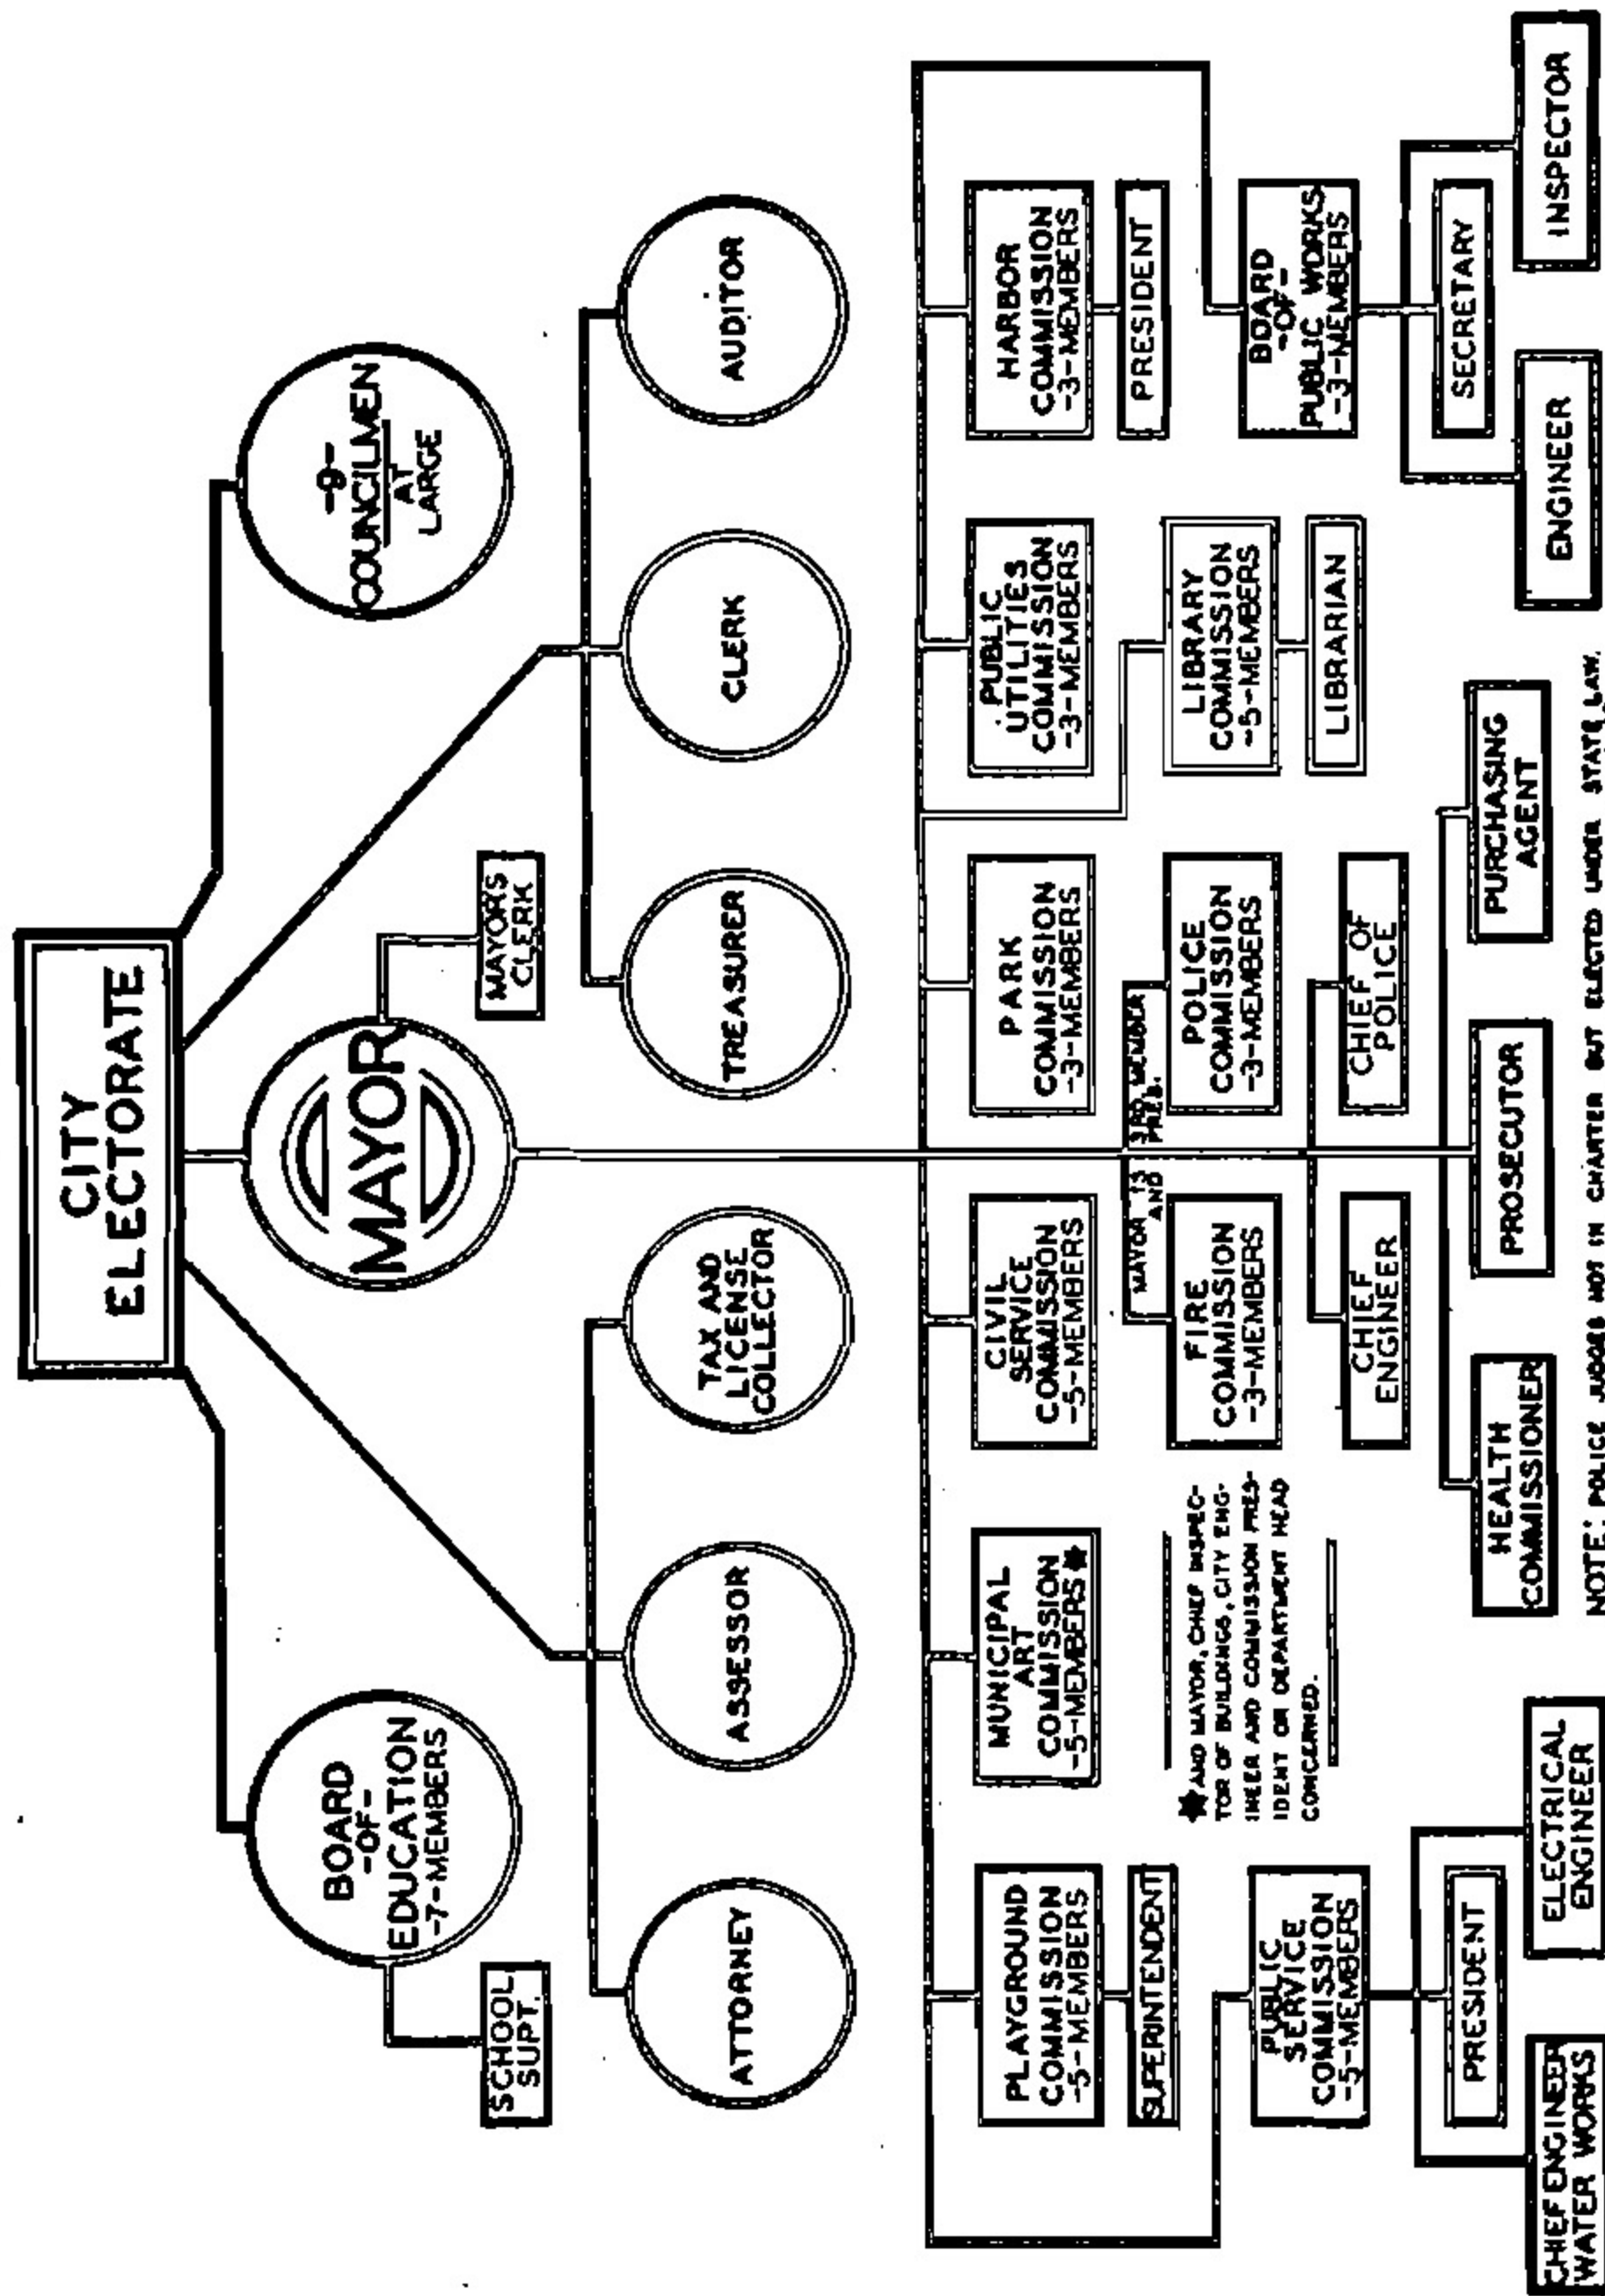 CITY
ELECTORATE
BOARD
-OF-
EDUCATION
-7-MEMBERS
SCHOOL
SUPT.
MAYOR
MAYOR'S
CLERK
-9-
COUNCILMEN
AT
LARGE
ATTORNEY
ASSESSOR
TAX AND
LICENSE
COLLECTOR
TREASURER
CLERK
AUDITOR
PLAYGROUND
COMMISSION
-5-MEMBERS
SUPERINTENDENT
MUNICIPAL
ART
COMMISSION
-5-MEMBERS✱
CIVIL
SERVICE
COMMISSION
-5-MEMBERS
PARK
COMMISSION
-3-MEMBERS
PUBLIC
UTILITIES
COMMISSION
-3-MEMBERS
HARBOR
COMMISSION
-3-MEMBERS
PRESIDENT
✱AND MAYOR, CHIEF INSPEC-
TOR OF BUILDINGS, CITY ENG-
INEER AND COMMISSION PRES-
IDENT OR DEPARTMENT HEAD
CONCERNED.
MAYOR IS 3RD MEMBER
AND PRES.
PUBLIC
SERVICE
COMMISSION
-5-MEMBERS
FIRE
COMMISSION
-3-MEMBERS
POLICE
COMMISSION
-3-MEMBERS
LIBRARY
COMMISSION
-5-MEMBERS
BOARD
-OF-
PUBLIC WORKS
-3-MEMBERS
PRESIDENT
CHIEF
ENGINEER
CHIEF OF
POLICE
LIBRARIAN
SECRETARY
CHIEF ENGINEER
WATER WORKS
ELECTRICAL
ENGINEER
HEALTH
COMMISSIONER
PROSECUTOR
PURCHASING
AGENT
ENGINEER
INSPECTOR
NOTE: POLICE JUDGES NOT IN CHARTER BUT ELECTED UNDER STATE LAW.